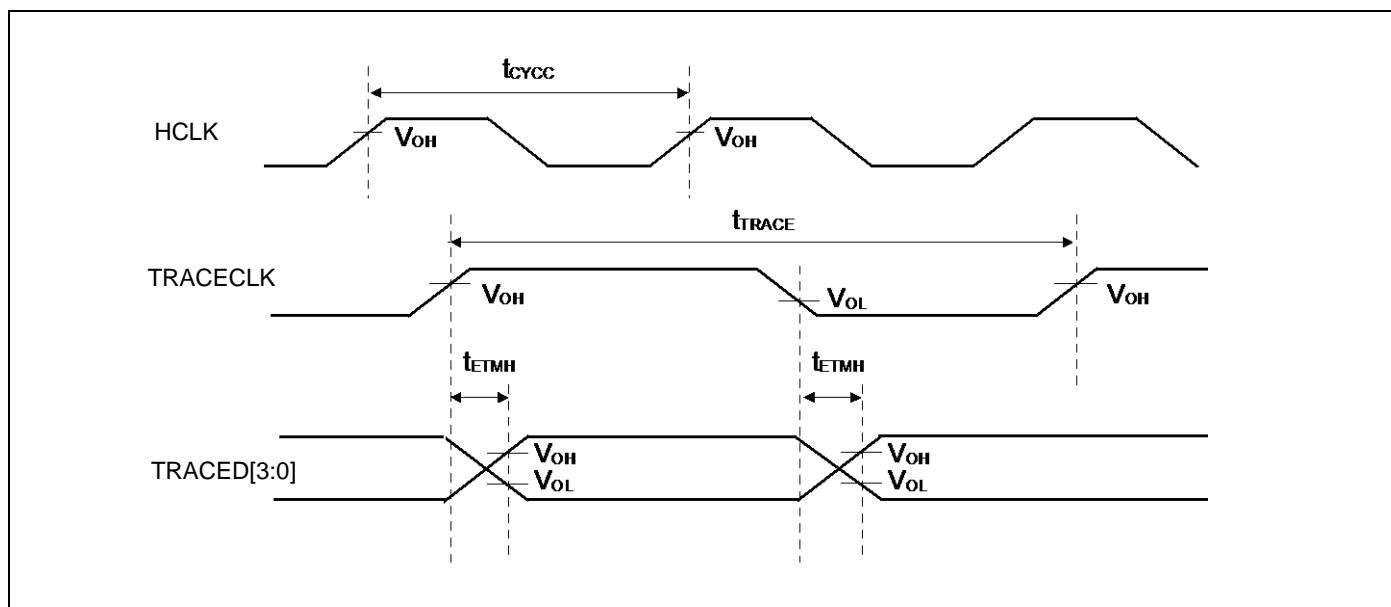 tCYCC
HCLK
VOH
VOH
tTRACE
TRACECLK
VOH
VOL
VOH
tETMH
tETMH
TRACED[3:0]
VOH
VOL
VOH
VOL